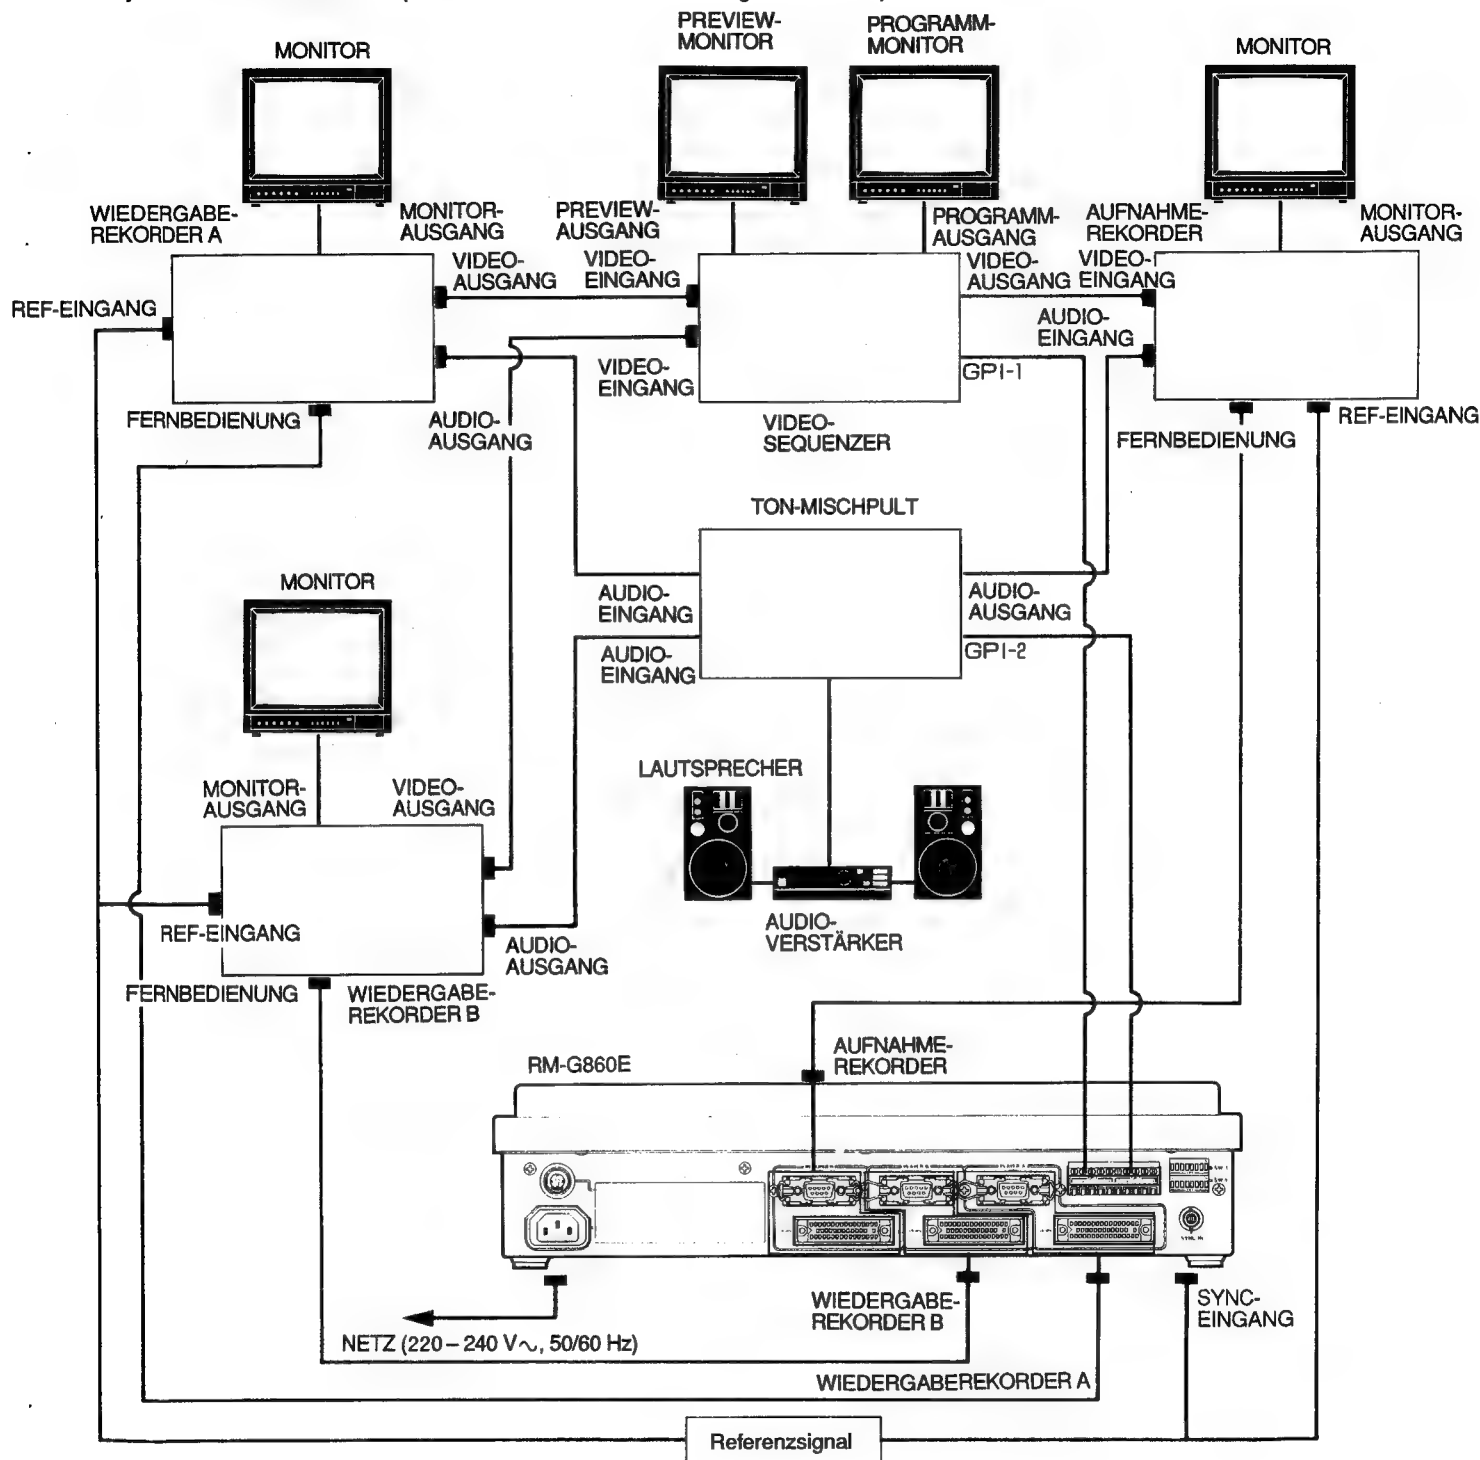 PREVIEW-
MONITOR
PROGRAMM-
MONITOR
MONITOR
MONITOR
WIEDERGABE-
REKORDER A
MONITOR-
AUSGANG
PREVIEW-
AUSGANG
PROGRAMM-
AUSGANG
AUFNAHME-
REKORDER
MONITOR-
AUSGANG
VIDEO-
AUSGANG
VIDEO-
EINGANG
VIDEO-
AUSGANG
VIDEO-
EINGANG
REF-EINGANG
AUDIO-
EINGANG
VIDEO-
EINGANG
GPI-1
FERNBEDIENUNG
AUDIO-
AUSGANG
VIDEO-
SEQUENZER
FERNBEDIENUNG
REF-EINGANG
TON-MISCHPULT
MONITOR
AUDIO-
EINGANG
AUDIO-
AUSGANG
AUDIO-
EINGANG
GPI-2
LAUTSPRECHER
MONITOR-
AUSGANG
VIDEO-
AUSGANG
REF-EINGANG
AUDIO-
AUSGANG
AUDIO-
VERSTÄRKER
FERNBEDIENUNG
WIEDERGABE-
REKORDER B
AUFNAHME-
REKORDER
RM-G860E
WIEDERGABE-
REKORDER B
SYNC-
EINGANG
NETZ (220 – 240 V∿, 50/60 Hz)
WIEDERGABEREKORDER A
Referenzsignal